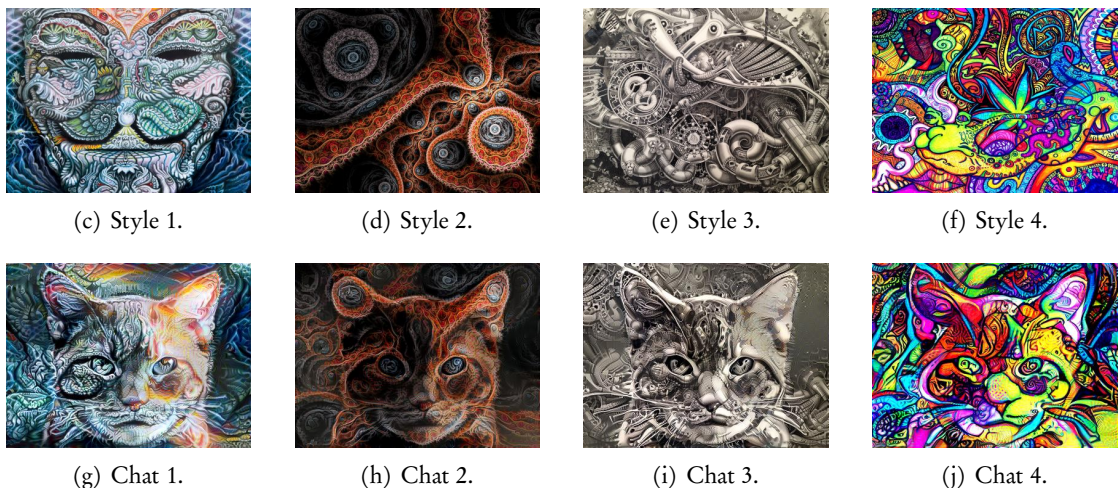 (c) Style 1.
(d) Style 2.
(e) Style 3.
(f) Style 4.
(g) Chat 1.
(h) Chat 2.
(i) Chat 3.
(j) Chat 4.